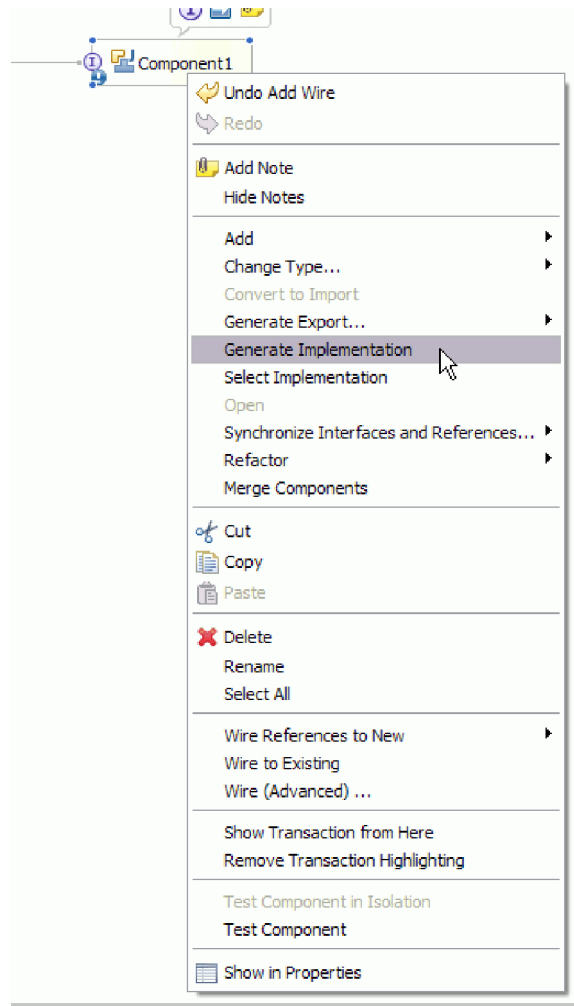 Component1
Undo Add Wire
Redo
Add Note
Hide Notes
Add
Change Type...
Convert to Import
Generate Export...
Generate Implementation
Select Implementation
Open
Synchronize Interfaces and References...
Refactor
Merge Components
Cut
Copy
Paste
Delete
Rename
Select All
Wire References to New
Wire to Existing
Wire (Advanced) ...
Show Transaction from Here
Remove Transaction Highlighting
Test Component in Isolation
Test Component
Show in Properties